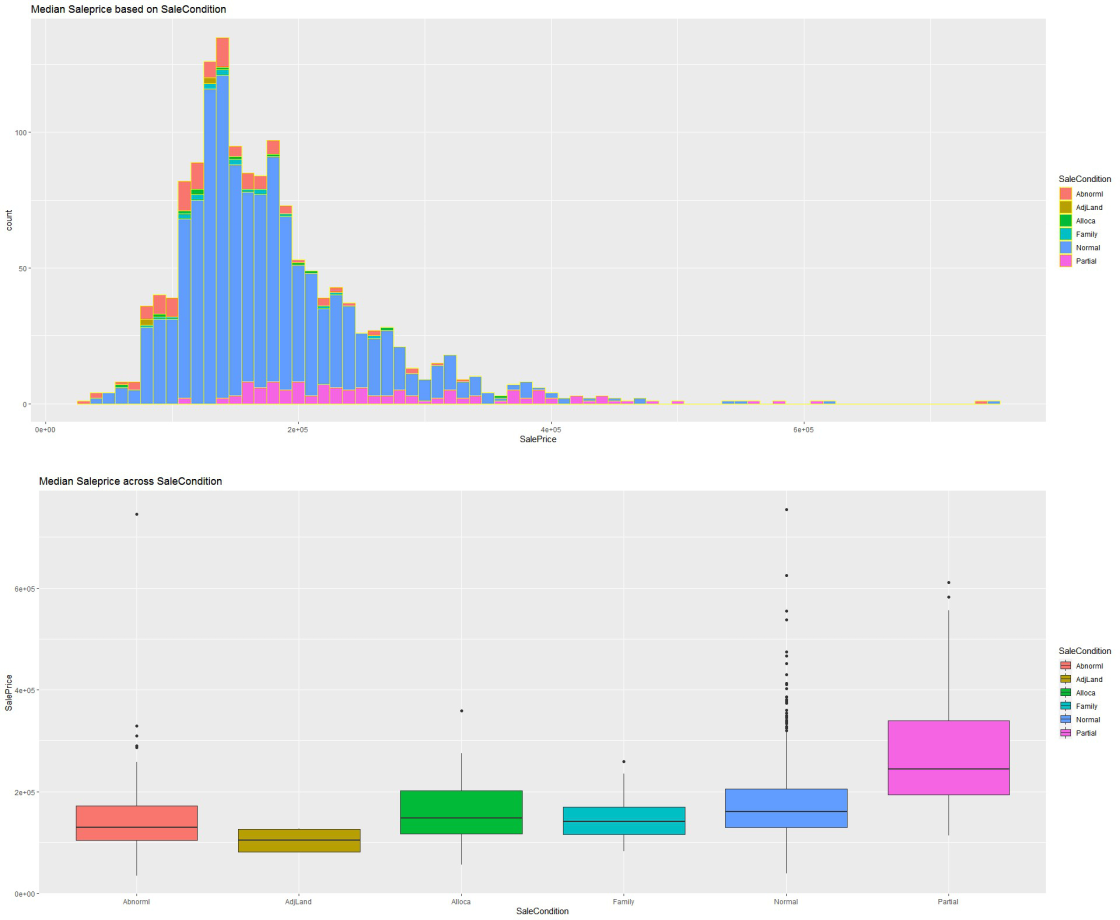 Median Saleprice based on SaleCondition
100
50
0
count
0e+00 2e+05 4e+05 6e+05
SalePrice
SaleCondition
Abnorml
AdjLand
Alloca
Family
Normal
Partial
Median Saleprice across SaleCondition
6e+05
4e+05
2e+05
0e+00
SalePrice
Abnorml AdjLand Alloca Family Normal Partial
SaleCondition
SaleCondition
Abnorml
AdjLand
Alloca
Family
Normal
Partial